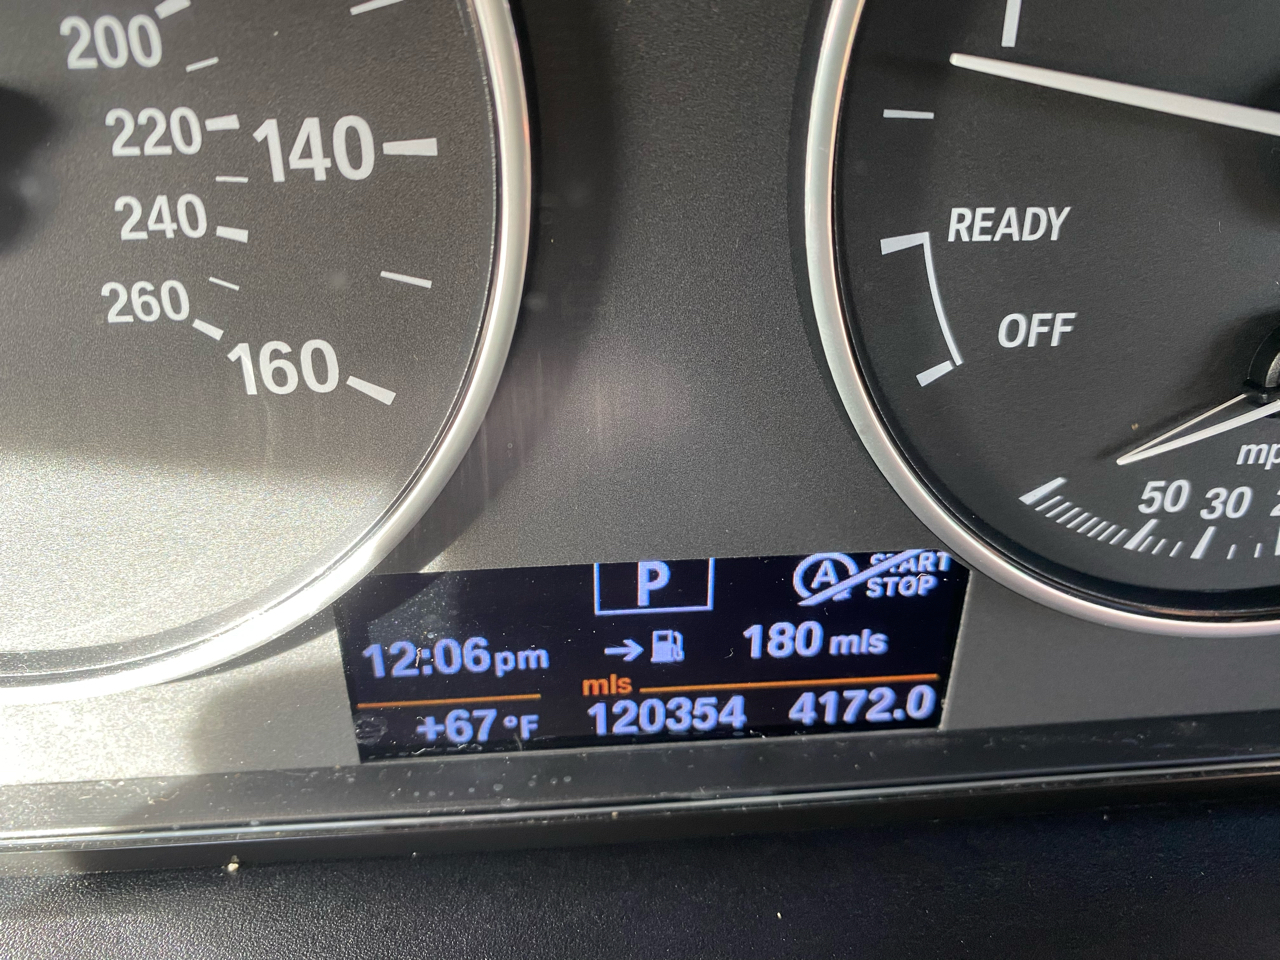 200
220
140
240
260
160
READY
OFF
50 30
P
A START
STOP
12:06pm
180 mls
mls
+67 °F
120354 4172.0